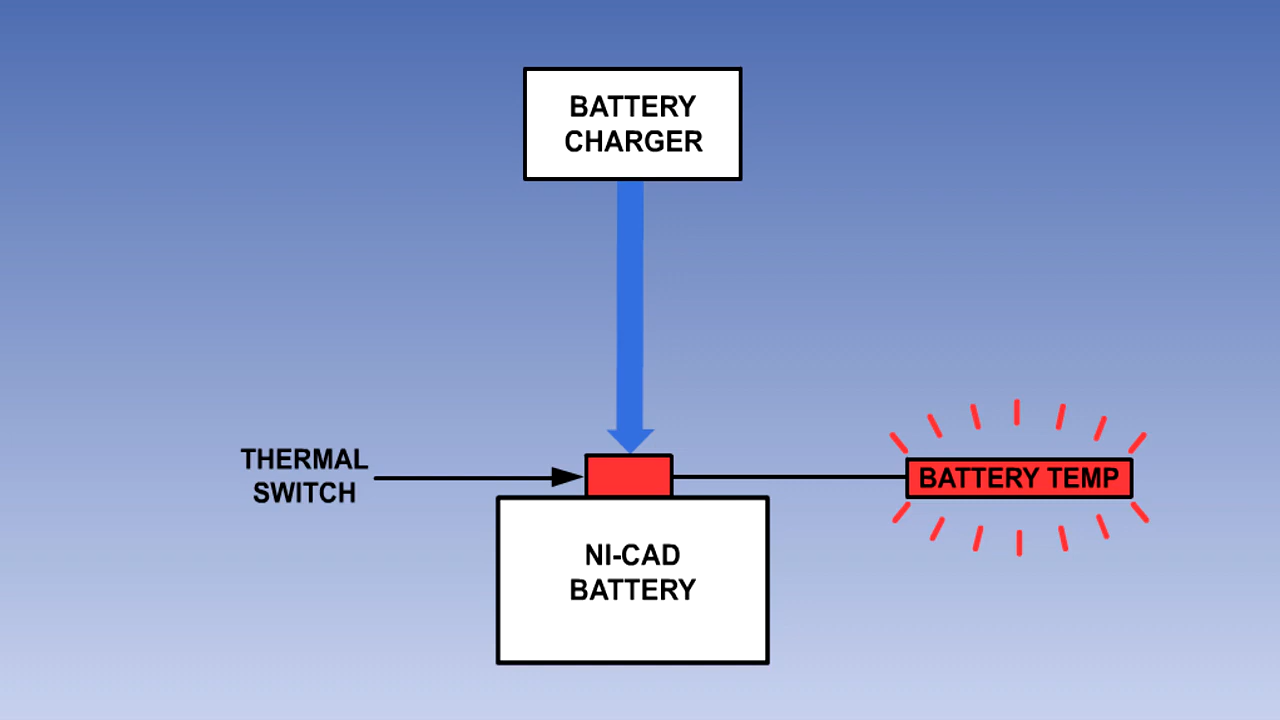 BATTERY
CHARGER
THERMAL
SWITCH
BATTERY TEMP
NI-CAD
BATTERY